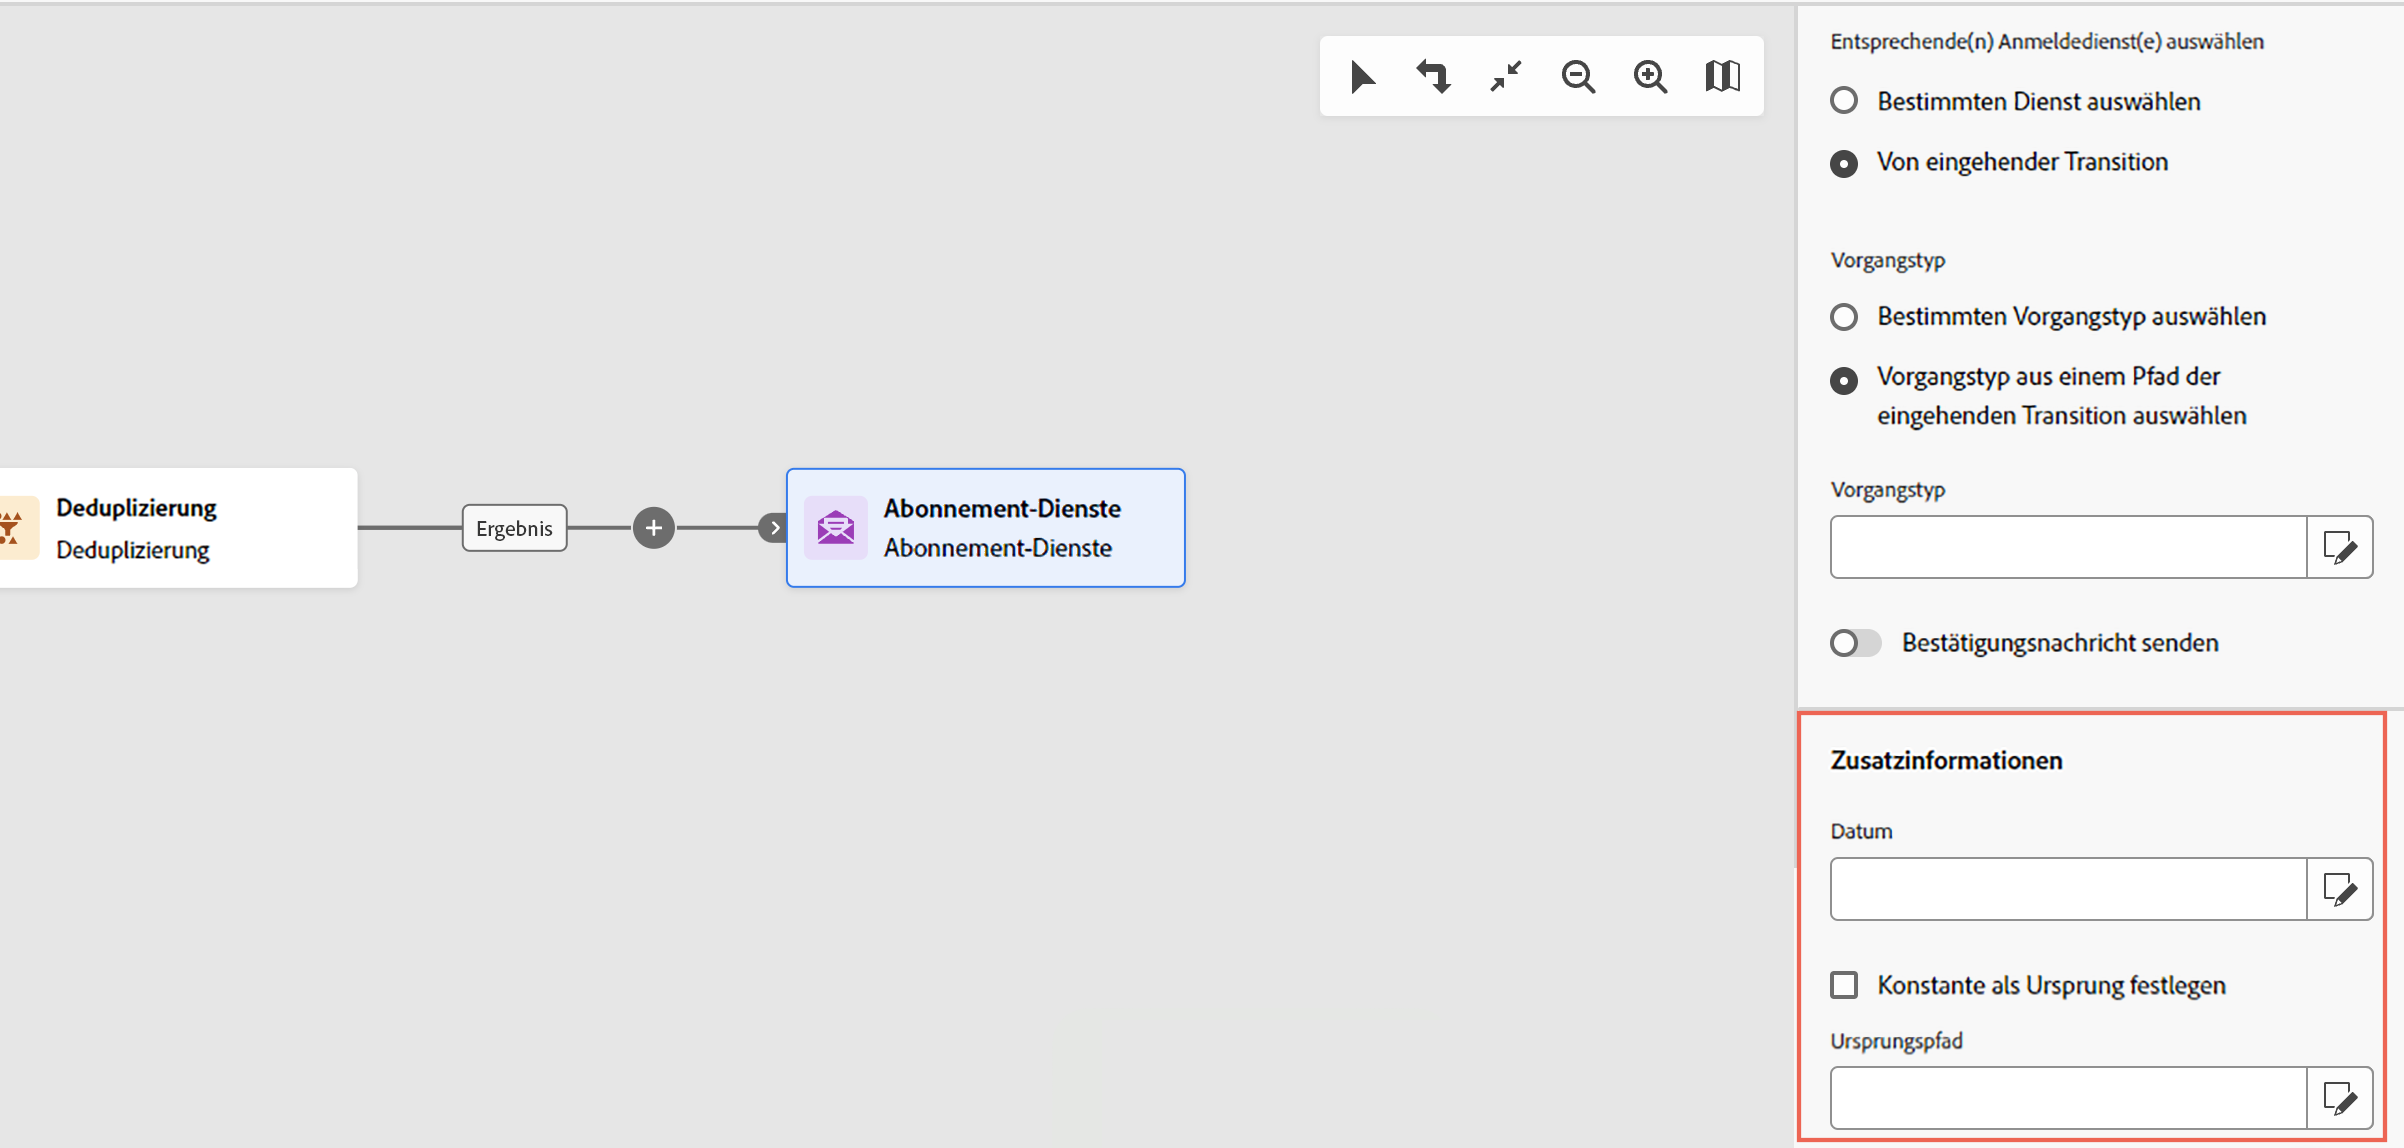 Deduplizierung
Deduplizierung
Ergebnis
Abonnement-Dienste
Abonnement-Dienste
Entsprechende(n) Anmeldedienst(e) auswählen
Bestimmten Dienst auswählen
Von eingehender Transition
Vorgangstyp
Bestimmten Vorgangstyp auswählen
Vorgangstyp aus einem Pfad der
eingehenden Transition auswählen
Vorgangstyp
Bestätigungsnachricht senden
Zusatzinformationen
Datum
Konstante als Ursprung festlegen
Ursprungspfad